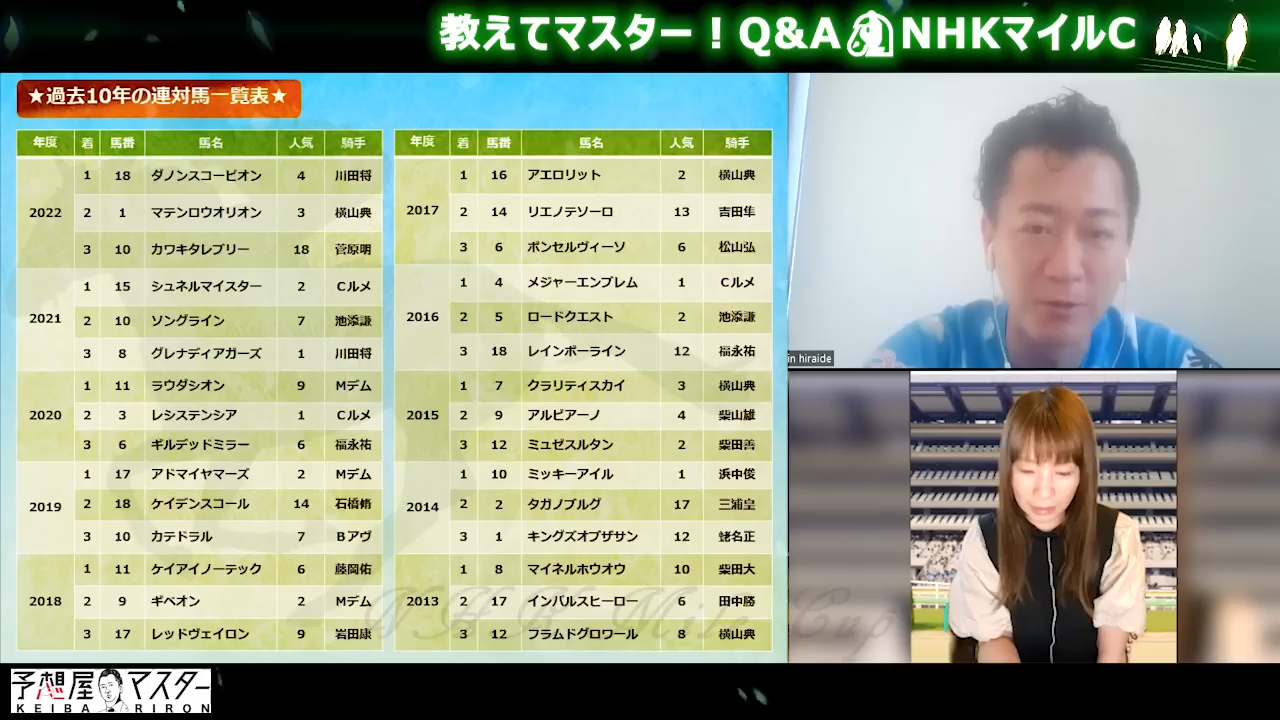 教えてマスター！Q&A NHKマイルC
★過去10年の連対馬一覧表★
年度 着 馬番 馬名 人気 騎手
2022
1 18 ダノンスコーピオン 4 川田将
2 1 マテンロウオリオン 3 横山典
3 10 カワキタレブリー 18 菅原明
2021
1 15 シュネルマイスター 2 Cルメ
2 10 ソングライン 7 池添謙
3 8 グレナディアガーズ 1 川田将
2020
1 11 ラウダシオン 9 Mデム
2 3 レシステンシア 1 Cルメ
3 6 ギルデッドミラー 6 福永祐
2019
1 17 アドマイヤマーズ 2 Mデム
2 18 ケイデンスコール 14 石橋脩
3 10 カテドラル 7 Bアヴ
2018
1 11 ケイアイノーテック 6 藤岡佑
2 9 ギベオン 2 Mデム
3 17 レッドヴェイロン 9 岩田康
年度 着 馬番 馬名 人気 騎手
2017
1 16 アエロリット 2 横山典
2 14 リエノテソーロ 13 吉田隼
3 6 ボンセルヴィーソ 6 松山弘
2016
1 4 メジャーエンブレム 1 Cルメ
2 5 ロードクエスト 2 池添謙
3 18 レインボーライン 12 福永祐
2015
1 7 クラリティスカイ 3 横山典
2 9 アルビアーノ 4 柴山雄
3 12 ミュゼスルタン 2 柴田善
2014
1 10 ミッキーアイル 1 浜中俊
2 2 タガノブルグ 17 三浦皇
3 1 キングズオブザサン 12 蛯名正
2013
1 8 マイネルホウオウ 10 柴田大
2 17 インパルスヒーロー 6 田中勝
3 12 フラムドグロワール 8 横山典
NHK Mile Cup
in hiraide
予想屋マスター
KEIBA RIRON